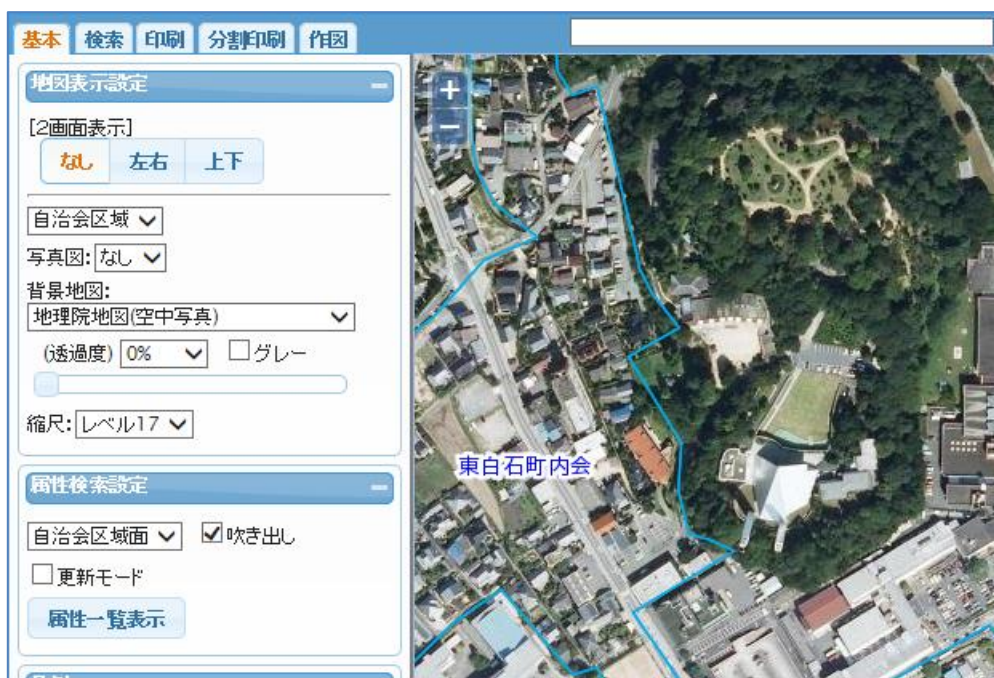 基本 検索 印刷 分割印刷 作図
地図表示設定
[2画面表示]
なし 左右 上下
自治会区域
写真図: なし
背景地図:
地理院地図(空中写真)
(透過度) 0% グレー
縮尺: レベル17
属性検索設定
自治会区域面 吹き出し
更新モード
属性一覧表示
+
−
東白石町内会